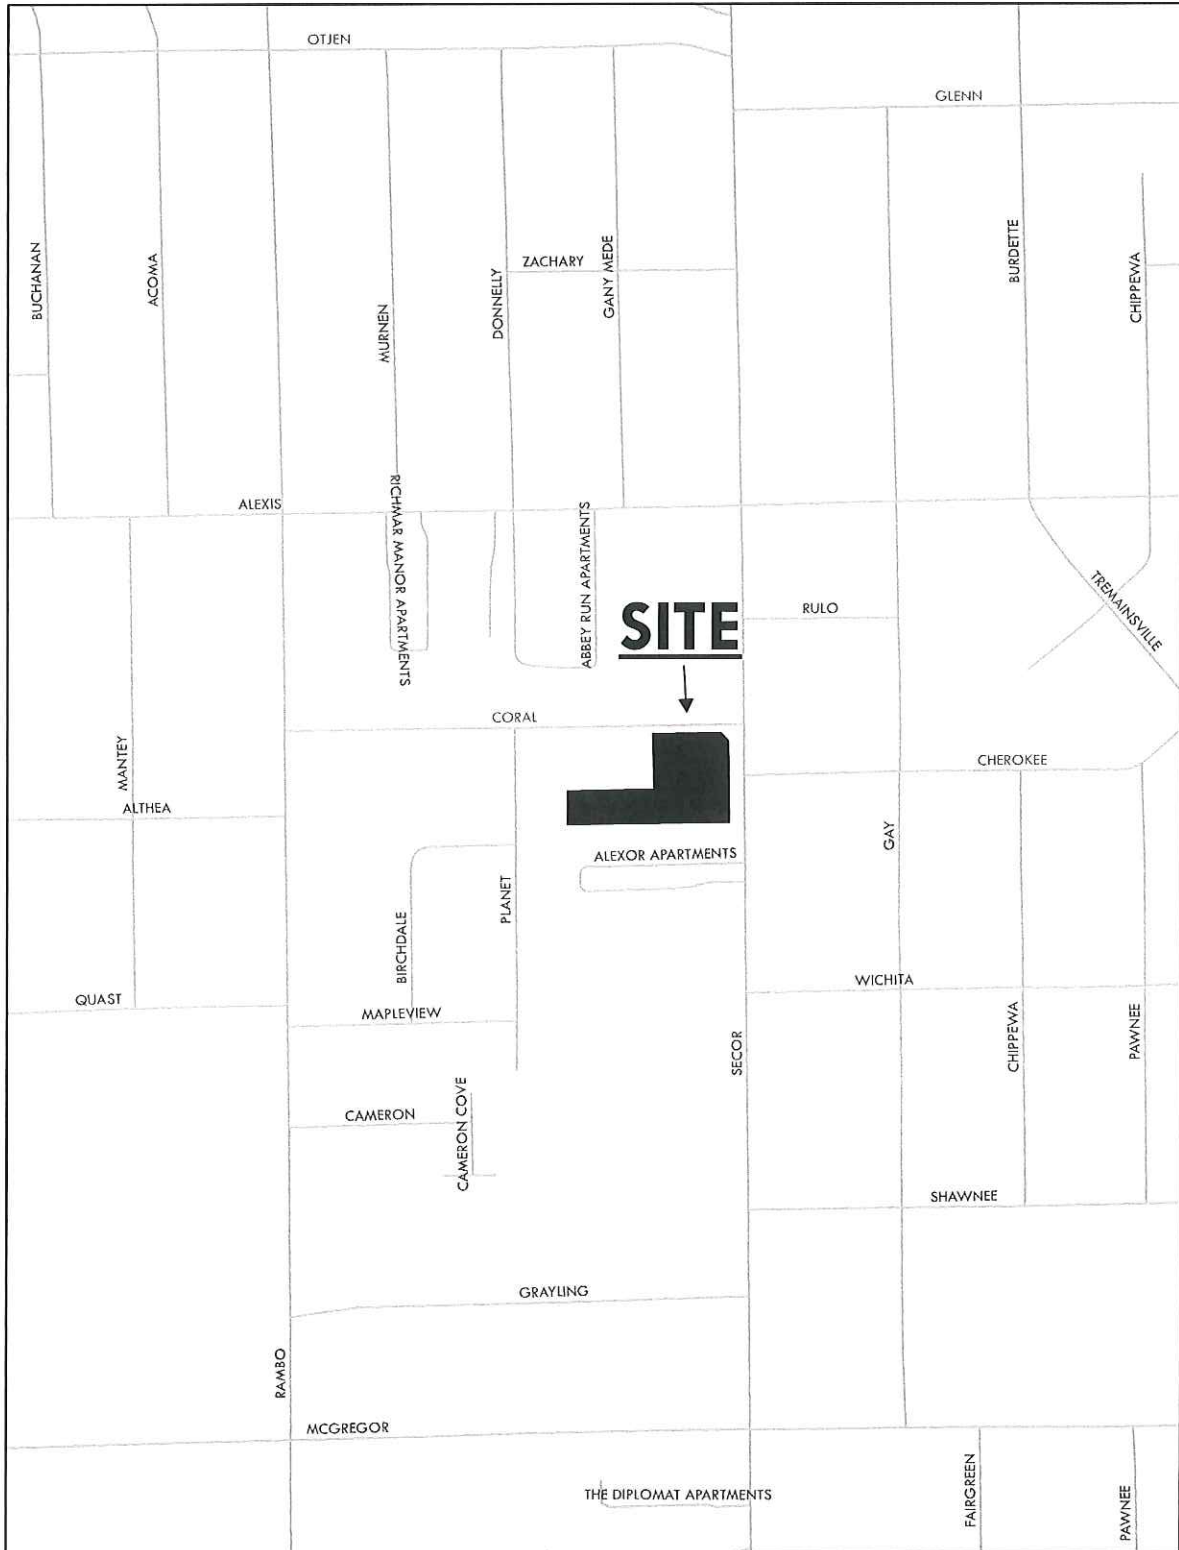 OTJEN
GLENN
BUCHANAN
ACOMA
MURNEN
DONNELLY
ZACHARY
GANY MEDE
BURDETTE
CHIPPEWA
ALEXIS
RICHMAR MANOR APARTMENTS
ABBEY RUN APARTMENTS
SITE
RULO
TREMAINSVILLE
CORAL
MANTEY
CHEROKEE
ALTHEA
GAY
ALEXOR APARTMENTS
PLANET
BIRCHDALE
WICHITA
QUAST
MAPLEVIEW
SECOR
CHIPPEWA
PAWNEE
CAMERON
CAMERON COVE
SHAWNEE
GRAYLING
RAMBO
MCGREGOR
THE DIPLOMAT APARTMENTS
FAIRGREEN
PAWNEE